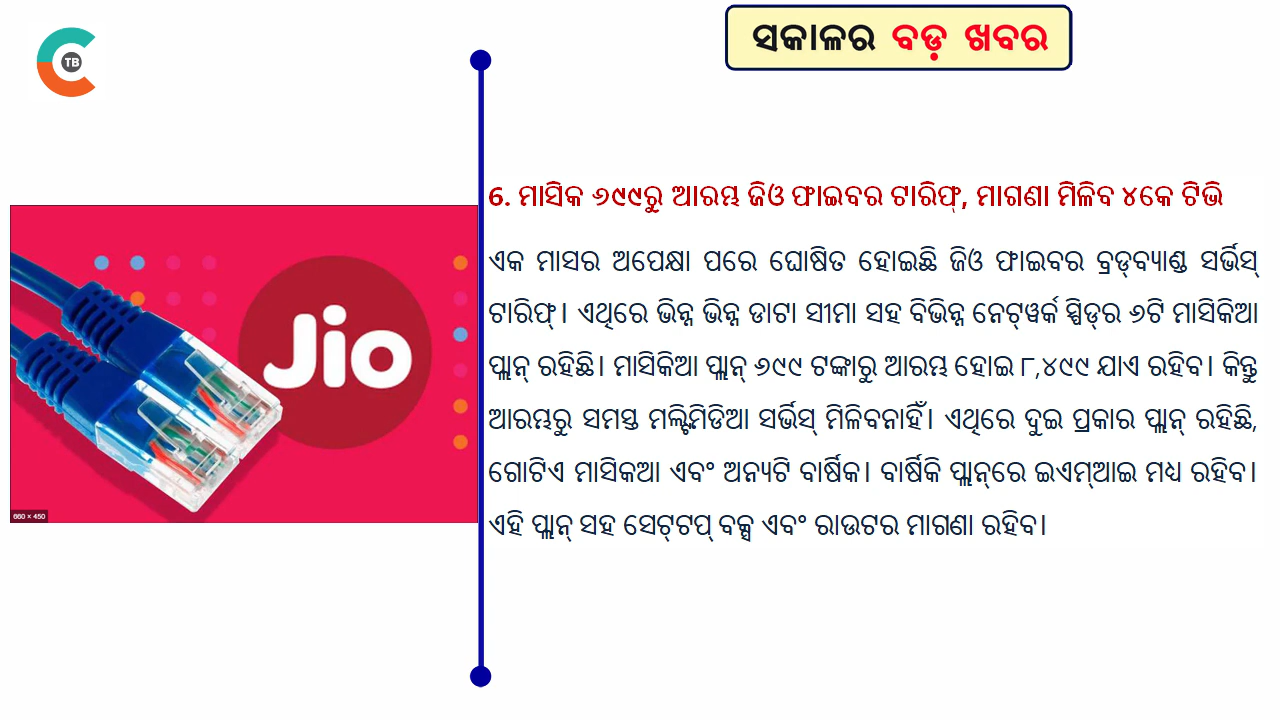 TB
ସକାଳର ବଡ଼ ଖବର
6. ମାସିକ ୬୯୯ରୁ ଆରମ୍ଭ ଜିଓ ଫାଇବର ଟାରିଫ୍, ମାଗଣା ମିଳିବ ୪କେ ଟିଭି
ଏକ ମାସର ଅପେକ୍ଷା ପରେ ଘୋଷିତ ହୋଇଛି ଜିଓ ଫାଇବର ବ୍ରଡ୍‌ବ୍ୟାଣ୍ଡ ସର୍ଭିସ୍
ଟାରିଫ୍। ଏଥିରେ ଭିନ୍ନ ଭିନ୍ନ ଡାଟା ସୀମା ସହ ବିଭିନ୍ନ ନେଟ୍‌ୱର୍କ ସ୍ପିଡ୍‌ର ୬ଟି ମାସିକିଆ
ପ୍ଲାନ୍ ରହିଛି। ମାସିକିଆ ପ୍ଲାନ୍ ୬୯୯ ଟଙ୍କାରୁ ଆରମ୍ଭ ହୋଇ ୮,୪୯୯ ଯାଏ ରହିବ। କିନ୍ତୁ
ଆରମ୍ଭରୁ ସମସ୍ତ ମଲ୍ଟିମିଡିଆ ସର୍ଭିସ୍ ମିଳିବନାହିଁ। ଏଥିରେ ଦୁଇ ପ୍ରକାର ପ୍ଲାନ୍ ରହିଛି,
ଗୋଟିଏ ମାସିକଆ ଏବଂ ଅନ୍ୟଟି ବାର୍ଷିକ। ବାର୍ଷିକି ପ୍ଲାନ୍‌ରେ ଇଏମ୍‌ଆଇ ମଧ୍ୟ ରହିବ।
ଏହି ପ୍ଲାନ୍ ସହ ସେଟ୍‌ଟପ୍ ବକ୍ସ ଏବଂ ରାଉଟର ମାଗଣା ରହିବ।
Jio
660 × 450